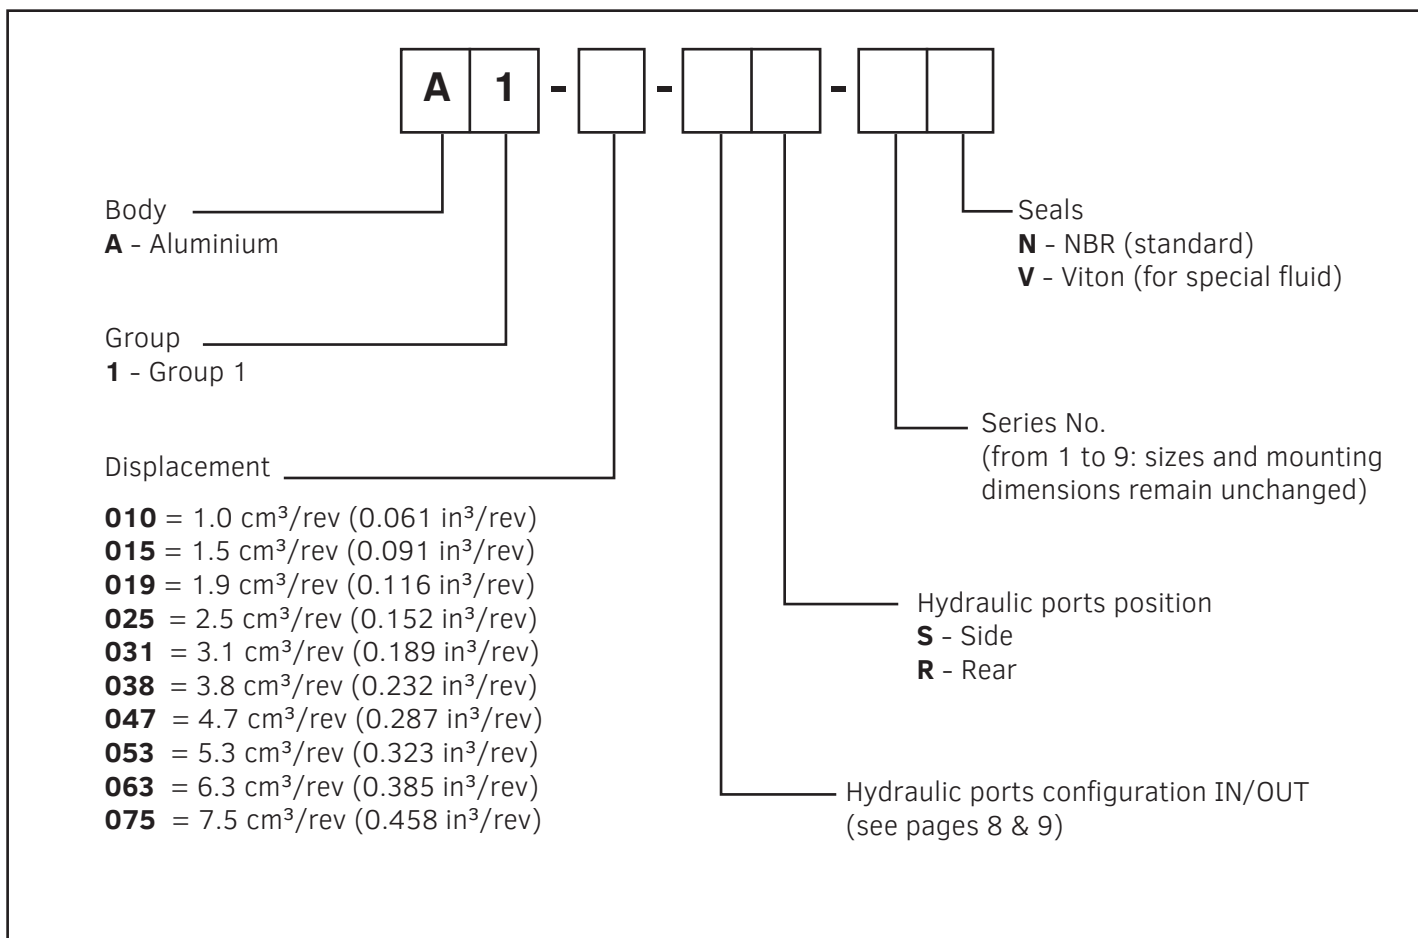 A 1 - - -
Body
A - Aluminium
Group
1 - Group 1
Displacement
010 = 1.0 cm³/rev (0.061 in³/rev)
015 = 1.5 cm³/rev (0.091 in³/rev)
019 = 1.9 cm³/rev (0.116 in³/rev)
025 = 2.5 cm³/rev (0.152 in³/rev)
031 = 3.1 cm³/rev (0.189 in³/rev)
038 = 3.8 cm³/rev (0.232 in³/rev)
047 = 4.7 cm³/rev (0.287 in³/rev)
053 = 5.3 cm³/rev (0.323 in³/rev)
063 = 6.3 cm³/rev (0.385 in³/rev)
075 = 7.5 cm³/rev (0.458 in³/rev)
Seals
N - NBR (standard)
V - Viton (for special fluid)
Series No.
(from 1 to 9: sizes and mounting
dimensions remain unchanged)
Hydraulic ports position
S - Side
R - Rear
Hydraulic ports configuration IN/OUT
(see pages 8 & 9)